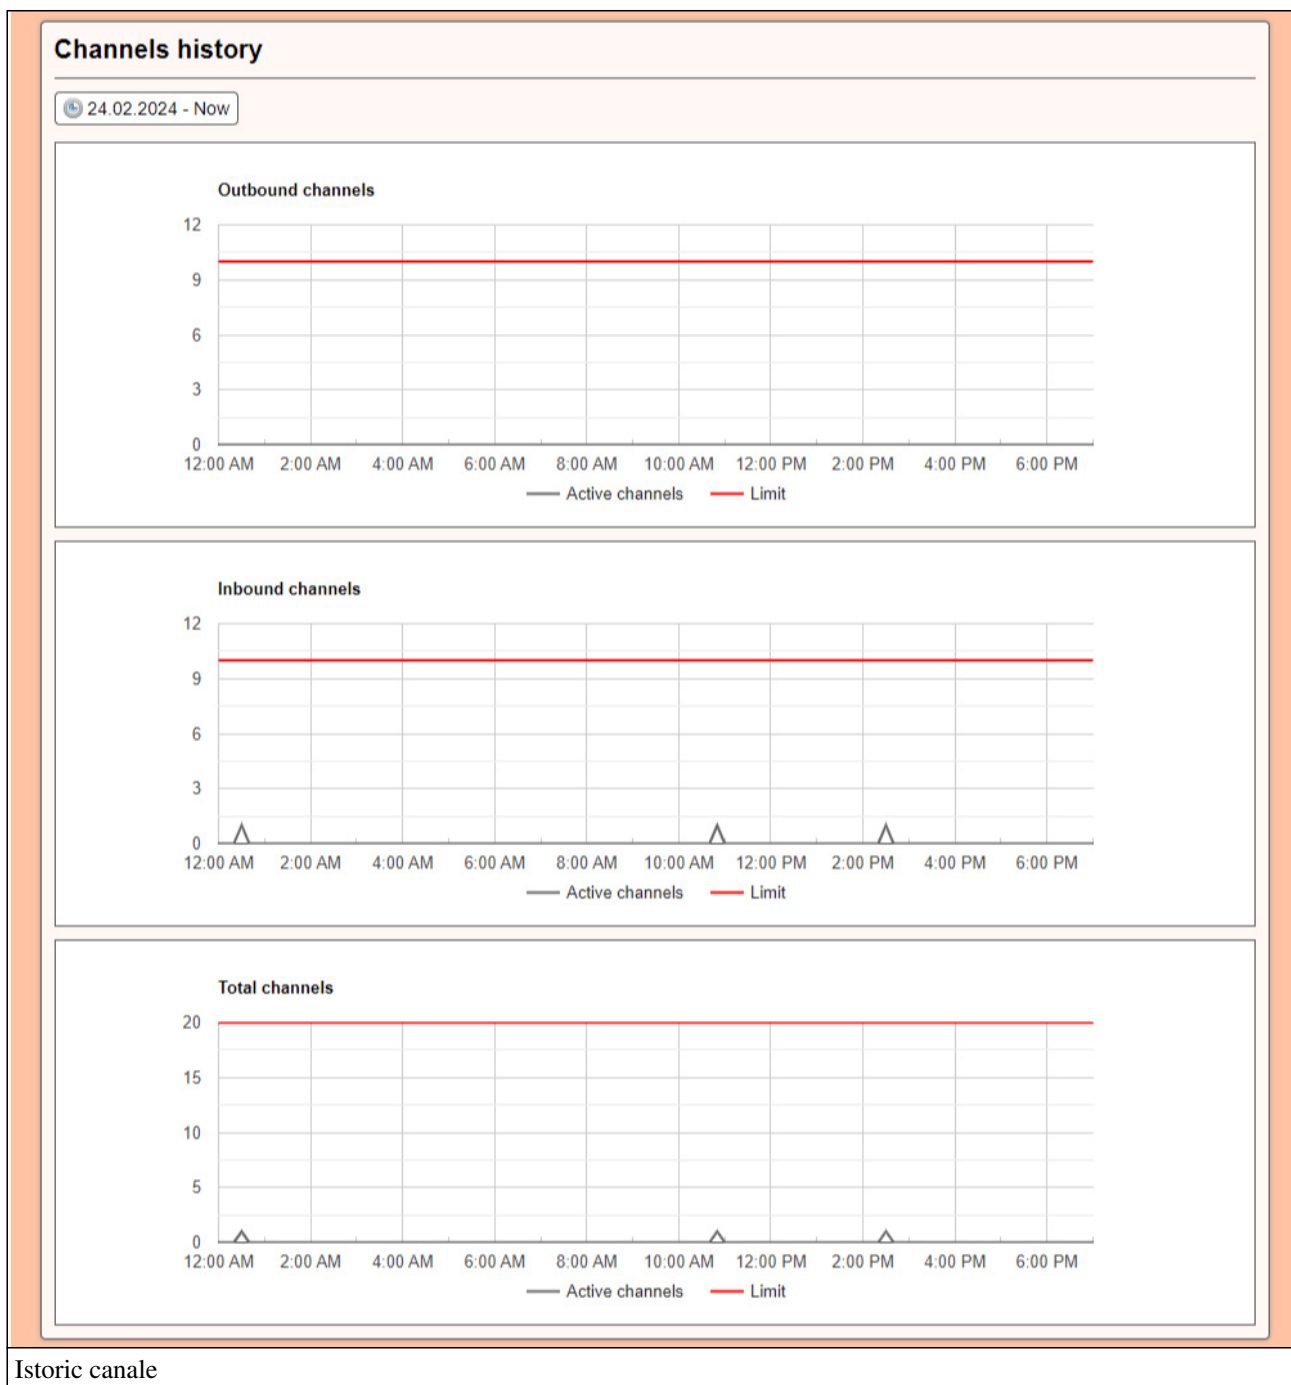 Channels history
24.02.2024 - Now
Outbound channels
12
9
6
3
0
12:00 AM 2:00 AM 4:00 AM 6:00 AM 8:00 AM 10:00 AM 12:00 PM 2:00 PM 4:00 PM 6:00 PM
Active channels Limit
Inbound channels
12
9
6
3
0
12:00 AM 2:00 AM 4:00 AM 6:00 AM 8:00 AM 10:00 AM 12:00 PM 2:00 PM 4:00 PM 6:00 PM
Active channels Limit
Total channels
20
15
10
5
0
12:00 AM 2:00 AM 4:00 AM 6:00 AM 8:00 AM 10:00 AM 12:00 PM 2:00 PM 4:00 PM 6:00 PM
Active channels Limit
Istoric canale